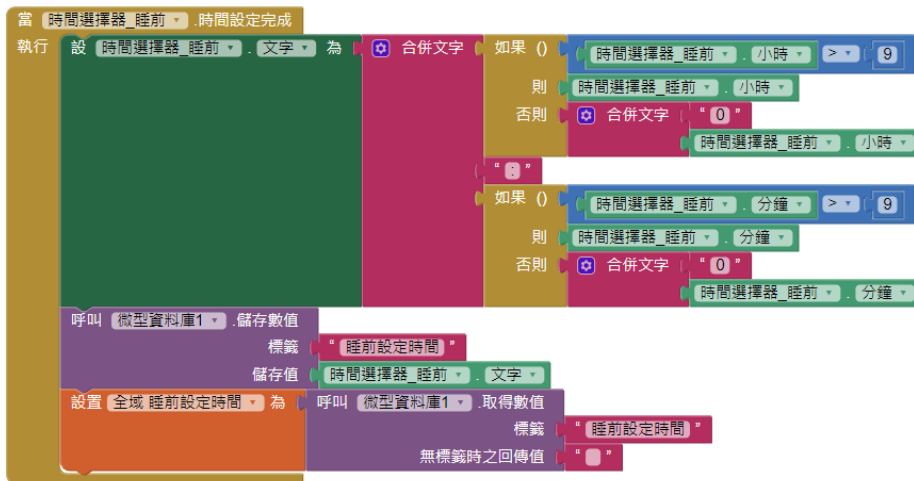 當 時間選擇器_睡前 .時間設定完成
執行 設 時間選擇器_睡前 . 文字 為 合併文字 如果 () 時間選擇器_睡前 . 小時 > 9
則 時間選擇器_睡前 . 小時
否則 合併文字 "0"
時間選擇器_睡前 . 小時
":"
如果 () 時間選擇器_睡前 . 分鐘 > 9
則 時間選擇器_睡前 . 分鐘
否則 合併文字 "0"
時間選擇器_睡前 . 分鐘
呼叫 微型資料庫1 .儲存數值
標籤 "睡前設定時間"
儲存值 時間選擇器_睡前 . 文字
設置 全域 睡前設定時間 為 呼叫 微型資料庫1 .取得數值
標籤 "睡前設定時間"
無標籤時之回傳值 " "